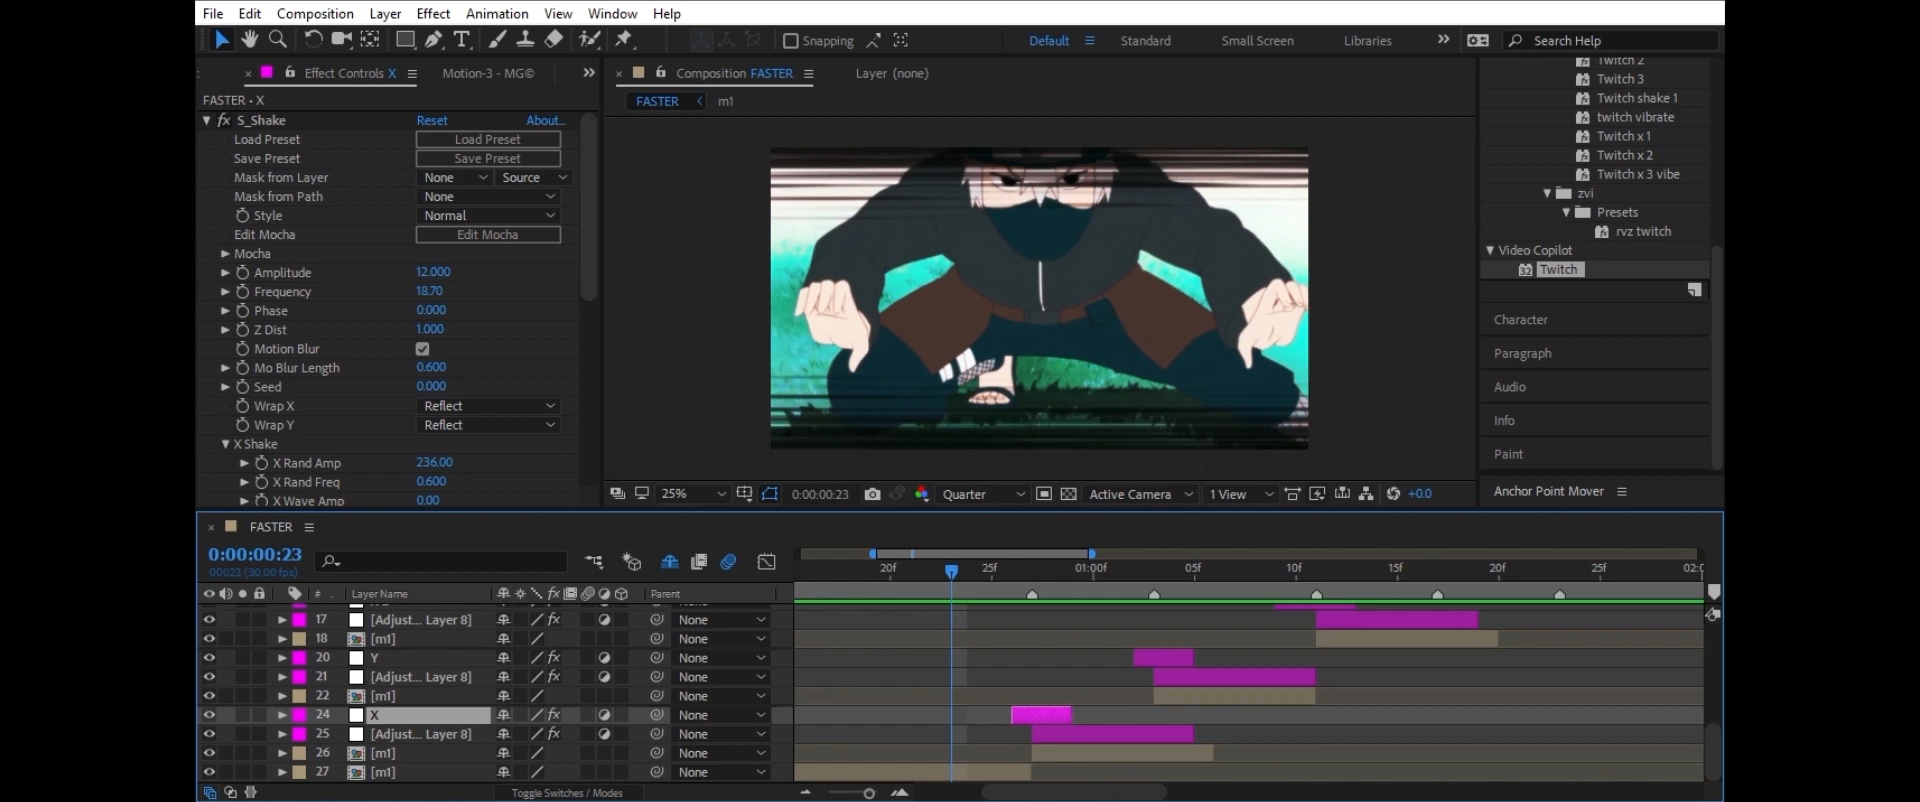 File Edit Composition Layer Effect Animation View Window Help
Snapping Default Standard Small Screen Libraries Search Help
Effect Controls X Motion-3 - MG©
FASTER • X
S_Shake Reset About...
Load Preset Load Preset
Save Preset Save Preset
Mask from Layer None Source
Mask from Path None
Style Normal
Edit Mocha Edit Mocha
Mocha
Amplitude 12.000
Frequency 18.70
Phase 0.000
Z Dist 1.000
Motion Blur
Mo Blur Length 0.600
Seed 0.000
Wrap X Reflect
Wrap Y Reflect
X Shake
X Rand Amp 236.00
X Rand Freq 0.600
X Wave Amp 0.00
Composition FASTER Layer (none)
FASTER m1
25% 0:00:00:23 Quarter Active Camera 1 View +0.0
Twitch 2
Twitch 3
Twitch shake 1
twitch vibrate
Twitch x 1
Twitch x 2
Twitch x 3 vibe
zvi
Presets
rvz twitch
Video Copilot
32 Twitch
Character
Paragraph
Audio
Info
Paint
Anchor Point Mover
FASTER
0:00:00:23
00023 (30.00 fps)
20f 25f 01:00f 05f 10f 15f 20f 25f 02:0
# Layer Name fx Parent
17 [Adjust... Layer 8] fx None
18 [m1] None
20 Y fx None
21 [Adjust... Layer 8] fx None
22 [m1] None
24 X fx None
25 [Adjust... Layer 8] fx None
26 [m1] None
27 [m1] None
Toggle Switches / Modes